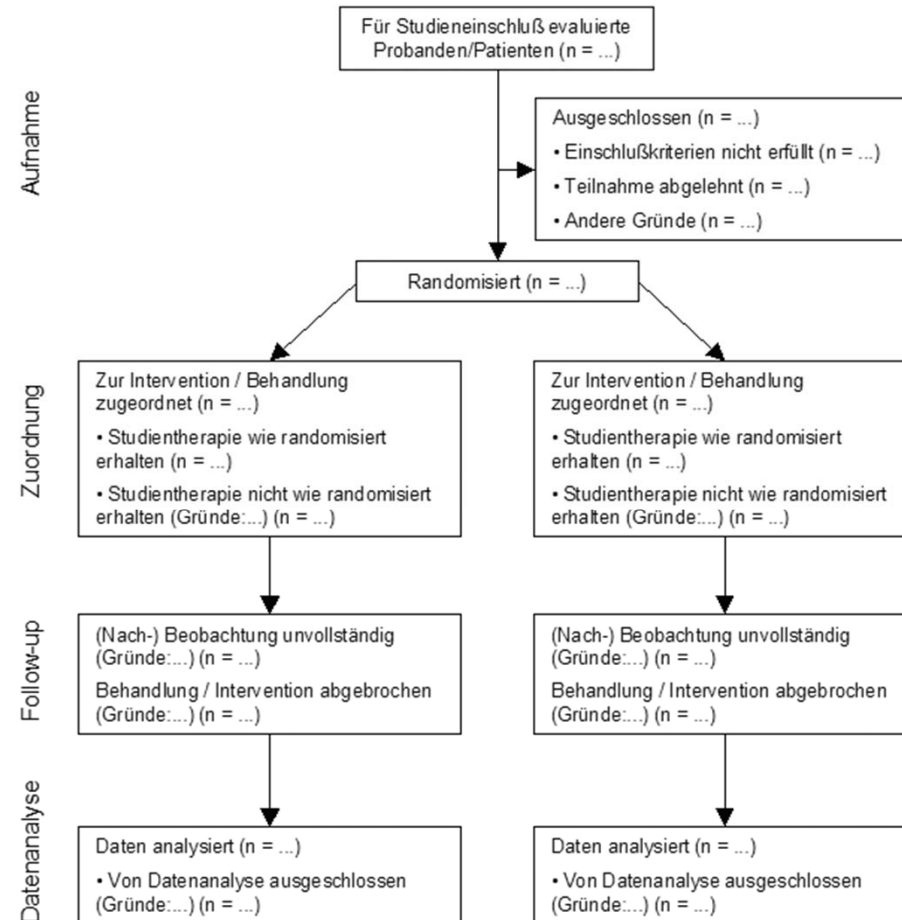 Für Studieneinschluß evaluierte
Probanden/Patienten (n = ...)
Aufnahme
Ausgeschlossen (n = ...)
• Einschlußkriterien nicht erfüllt (n = ...)
• Teilnahme abgelehnt (n = ...)
• Andere Gründe (n = ...)
Randomisiert (n = ...)
Zuordnung
Zur Intervention / Behandlung
zugeordnet (n = ...)
• Studientherapie wie randomisiert
erhalten (n = ...)
• Studientherapie nicht wie randomisiert
erhalten (Gründe:...) (n = ...)
Zur Intervention / Behandlung
zugeordnet (n = ...)
• Studientherapie wie randomisiert
erhalten (n = ...)
• Studientherapie nicht wie randomisiert
erhalten (Gründe:...) (n = ...)
Follow-up
(Nach-) Beobachtung unvollständig
(Gründe:...) (n = ...)
Behandlung / Intervention abgebrochen
(Gründe:...) (n = ...)
(Nach-) Beobachtung unvollständig
(Gründe:...) (n = ...)
Behandlung / Intervention abgebrochen
(Gründe:...) (n = ...)
Datenanalyse
Daten analysiert (n = ...)
• Von Datenanalyse ausgeschlossen
(Gründe:...) (n = ...)
Daten analysiert (n = ...)
• Von Datenanalyse ausgeschlossen
(Gründe:...) (n = ...)